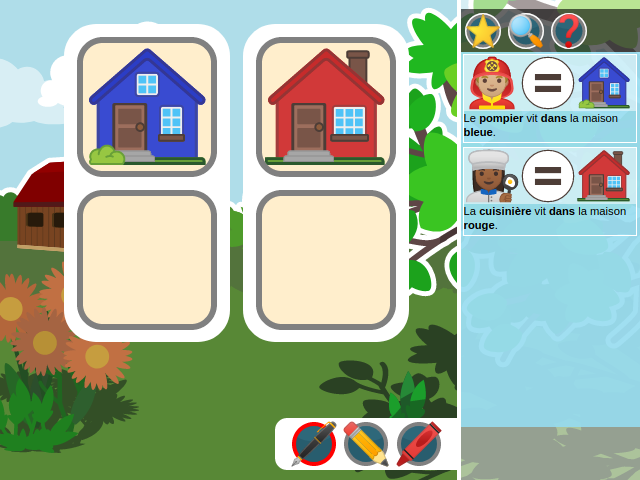 Le pompier vit dans la maison
bleue.
La cuisinière vit dans la maison
rouge.